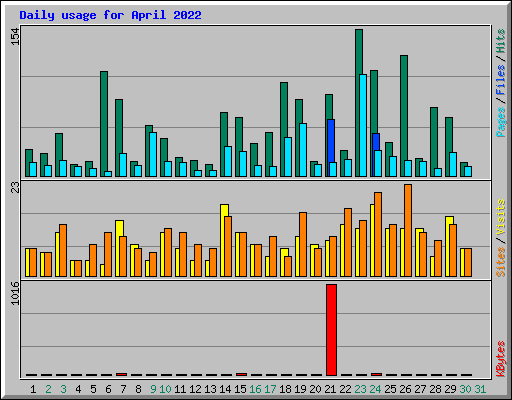 Daily usage for April 2022
154
Pages / Files / Hits
23
Sites / Visits
1016
KBytes
1 2 3 4 5 6 7 8 9 10 11 12 13 14 15 16 17 18 19 20 21 22 23 24 25 26 27 28 29 30 31